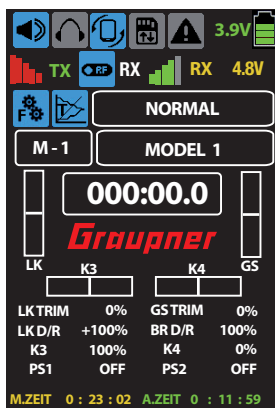 3.9V
TX RF RX RX 4.8V
F NORMAL
M-1 MODEL 1
000:00.0
Graupner
LK K3 K4 GS
LK TRIM 0% GS TRIM 0%
LK D/R +100% BR D/R 100%
K3 100% K4 0%
PS1 OFF PS2 OFF
M.ZEIT 0 : 23 : 02 A.ZEIT 0 : 11 : 59